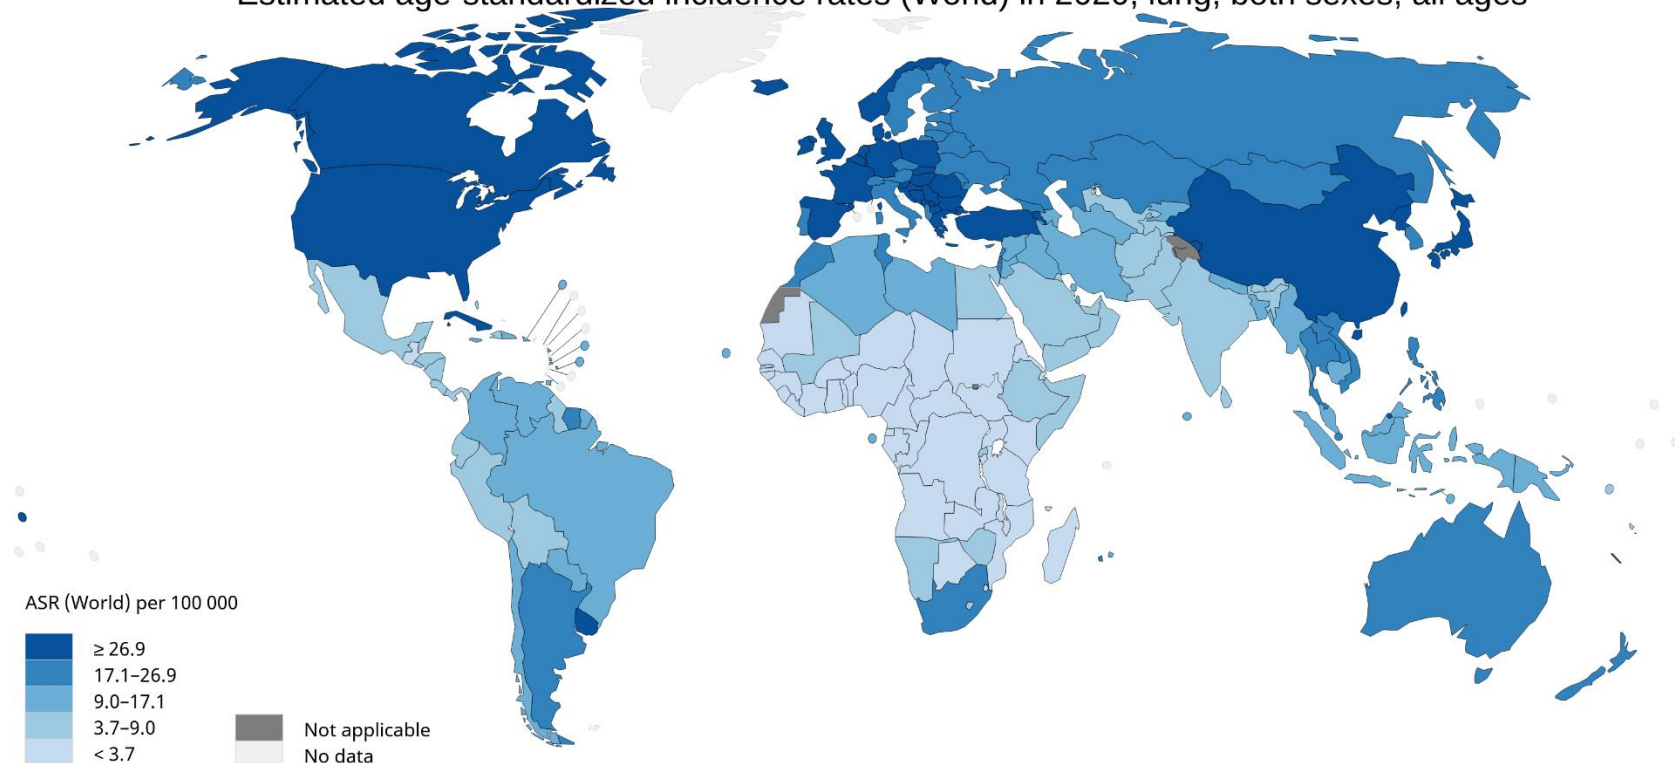 Estimated age-standardized incidence rates (World) in 2020, lung, both sexes, all ages
ASR (World) per 100 000
≥ 26.9
17.1–26.9
9.0–17.1
3.7–9.0
< 3.7
Not applicable
No data